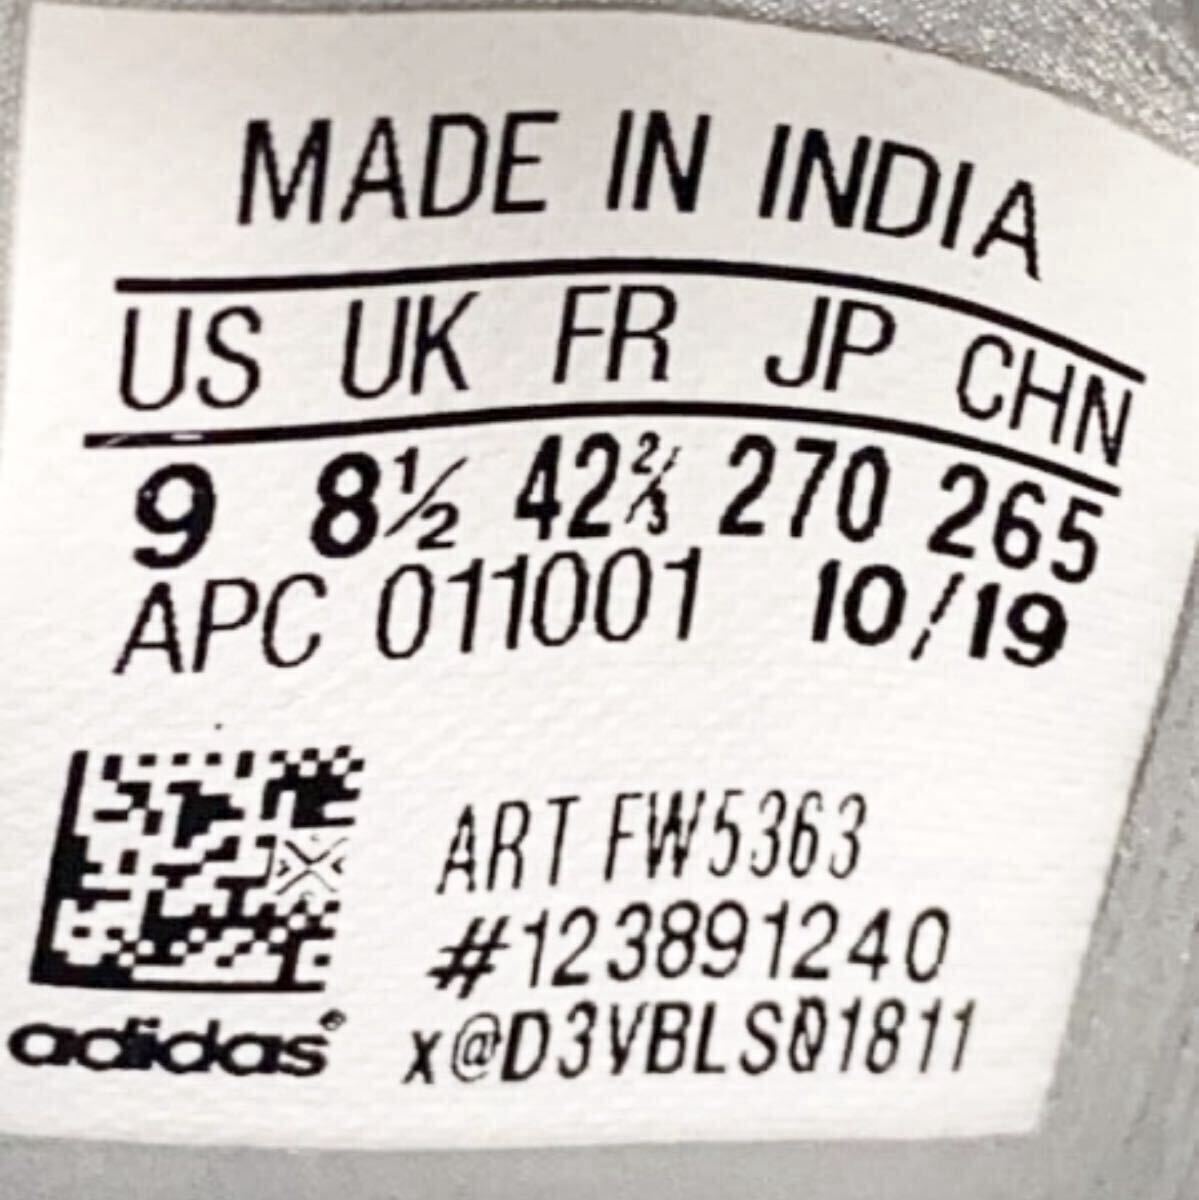 MADE IN INDIA
US UK FR JP CHN
9 8½ 42⅔ 270 265
APC 011001 10/19
ART FW5363
#123891240
adidas®
x@D3VBLS01811